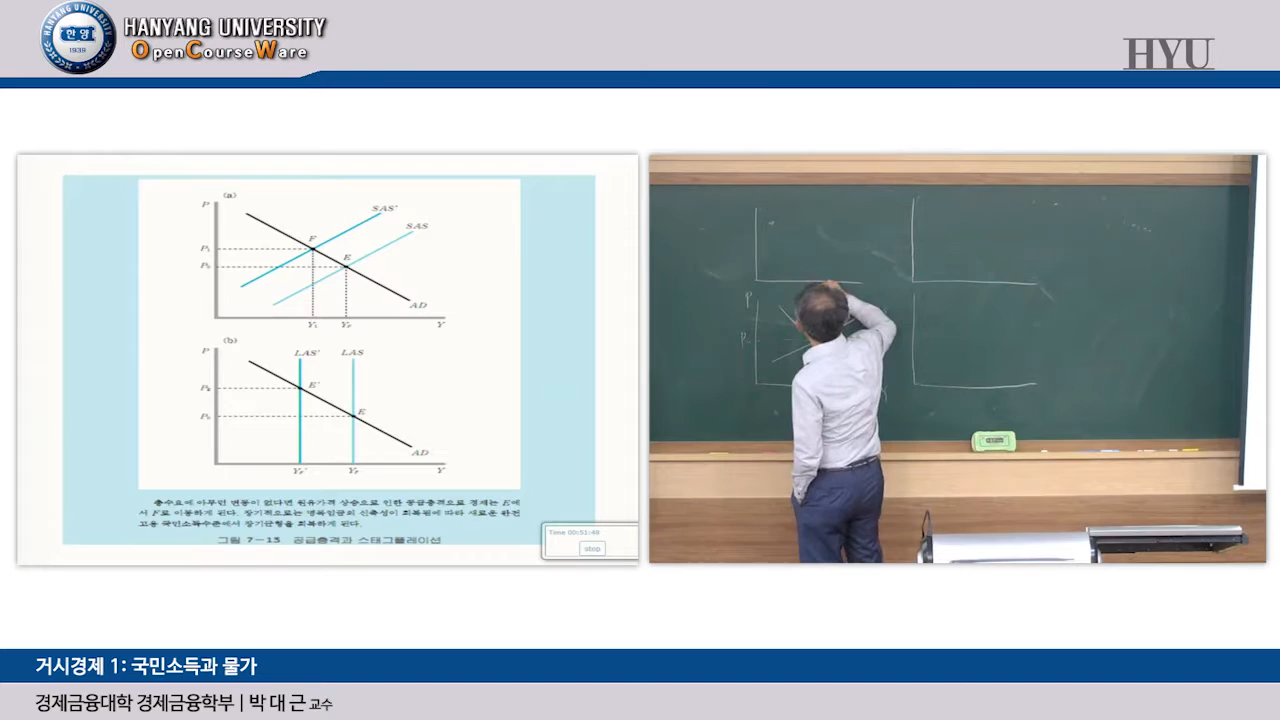 HANYANG UNIVERSITY
OpenCourseWare
HANYANG UNIVERSITY
한양
1939
HYU
(a)
P
SAS'
SAS
F
P₁
E
P₀
AD
Y₁
Y
(b)
P
LAS'
LAS
E'
P₀
E
AD
Y
총수요에 아무런 변동이 없다면 원유가격 상승으로 인한 공급충격으로 경제는 E에
서 F로 이동하게 된다. 장기적으로는 명목임금의 신축성이 회복됨에 따라 새로운 완전
고용 국민소득수준에서 장기균형을 회복하게 된다.
그림 7-15 공급충격과 스태그플레이션
Time 00:51:48
stop
P
거시경제 1: 국민소득과 물가
경제금융대학 경제금융학부 | 박 대 근 교수